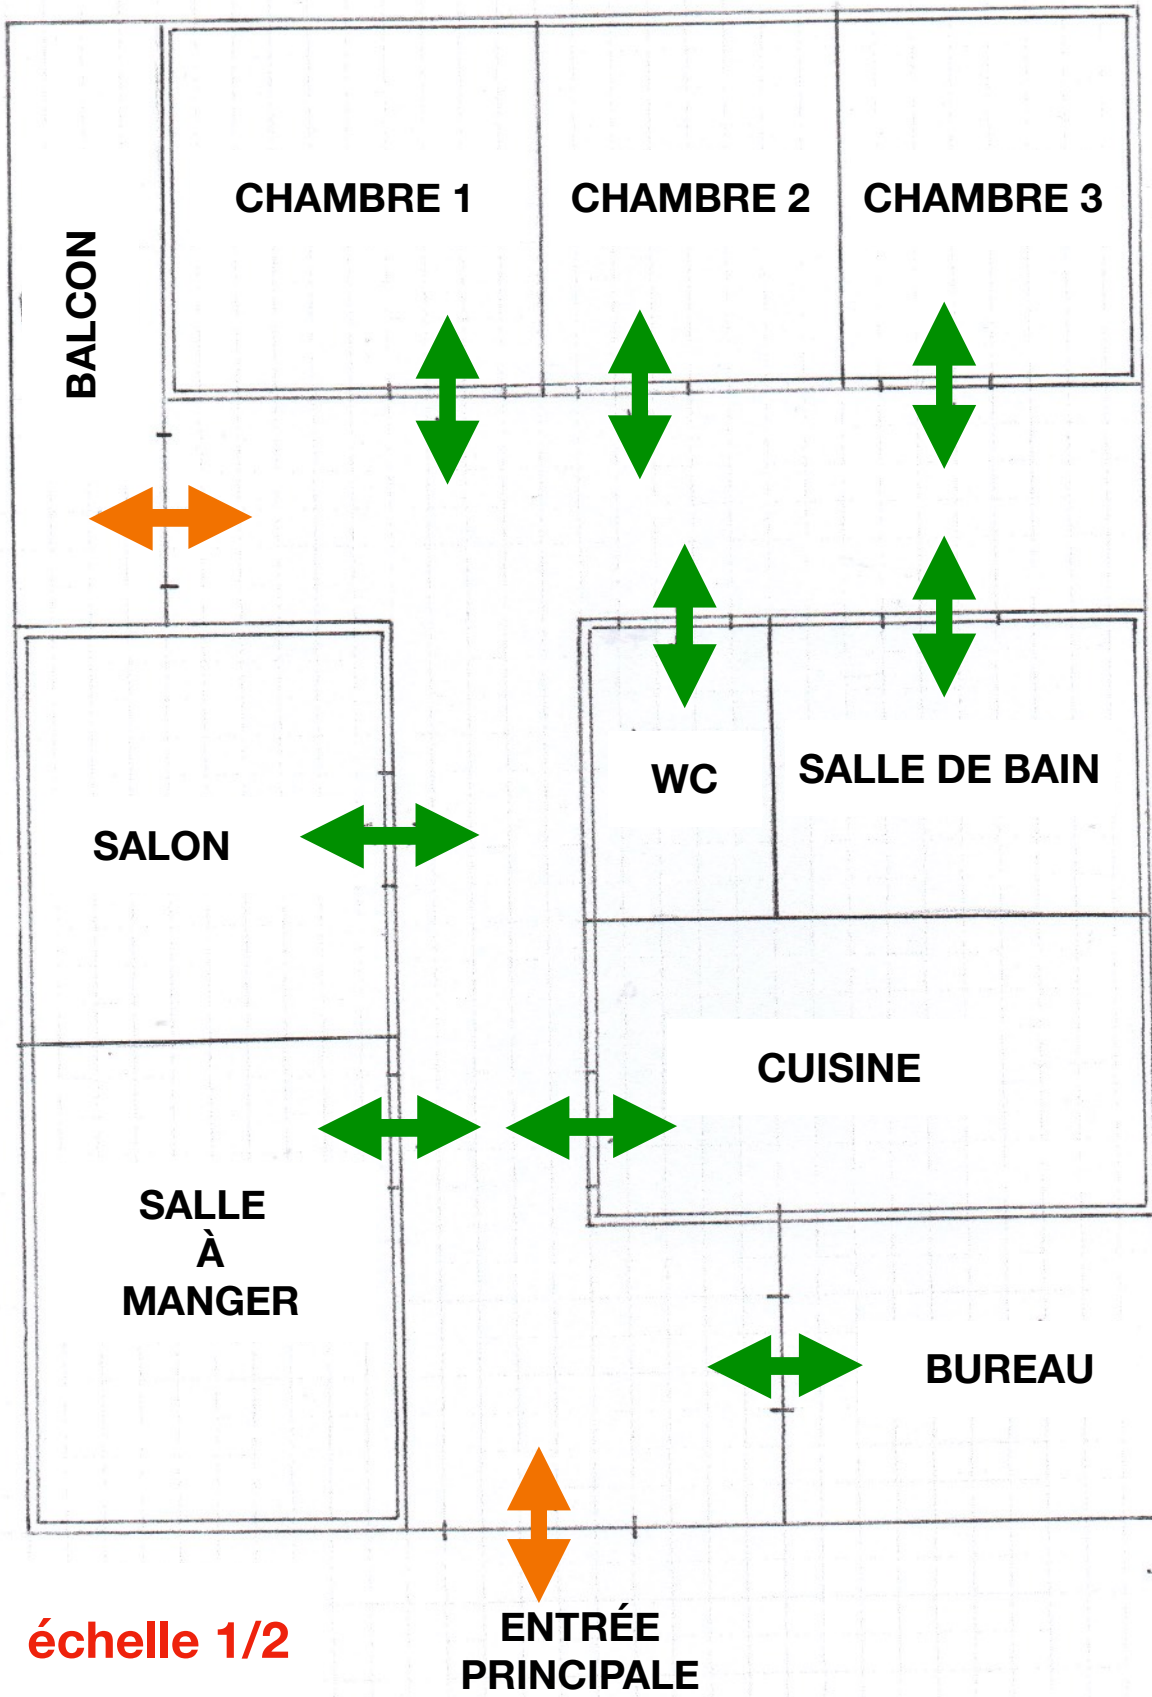 CHAMBRE 1
CHAMBRE 2
CHAMBRE 3
BALCON
WC
SALLE DE BAIN
SALON
CUISINE
SALLE
À
MANGER
BUREAU
échelle 1/2
ENTRÉE
PRINCIPALE